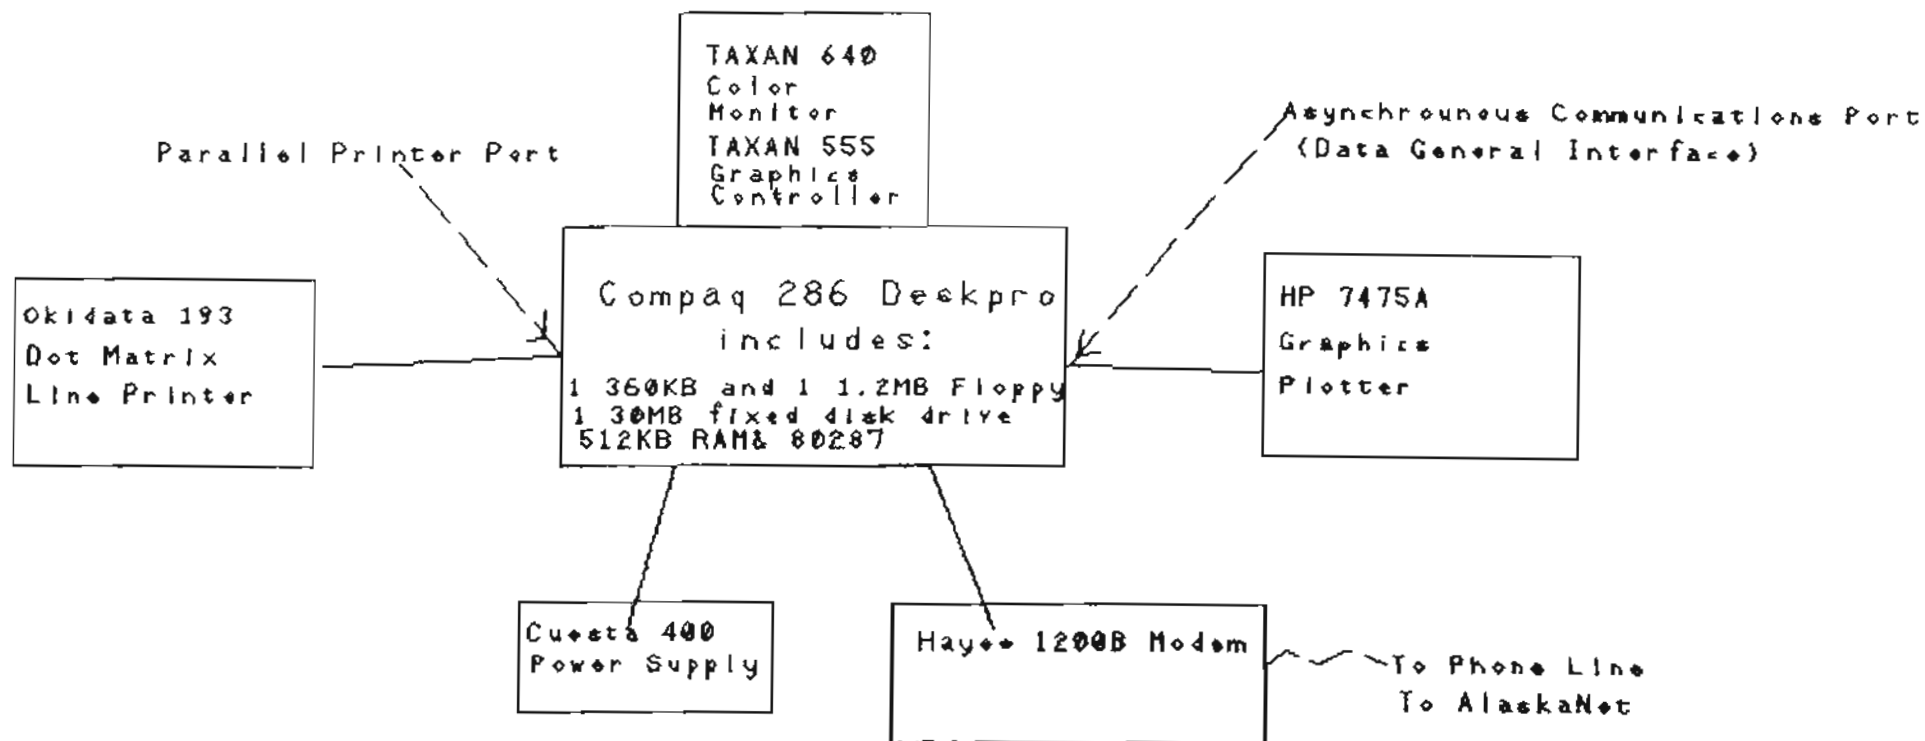 TAXAN 640
Color
Monitor
TAXAN 555
Graphics
Controller
Parallel Printer Port
Asynchrounous Communications Port
(Data General Interface)
Okidata 193
Dot Matrix
Line Printer
Compaq 286 Deskpro
includes:
1 360KB and 1 1.2MB Floppy
1 30MB fixed disk drive
512KB RAM& 80287
HP 7475A
Graphics
Plotter
Cuesta 400
Power Supply
Hayes 1200B Modem
To Phone Line
To AlaskaNet